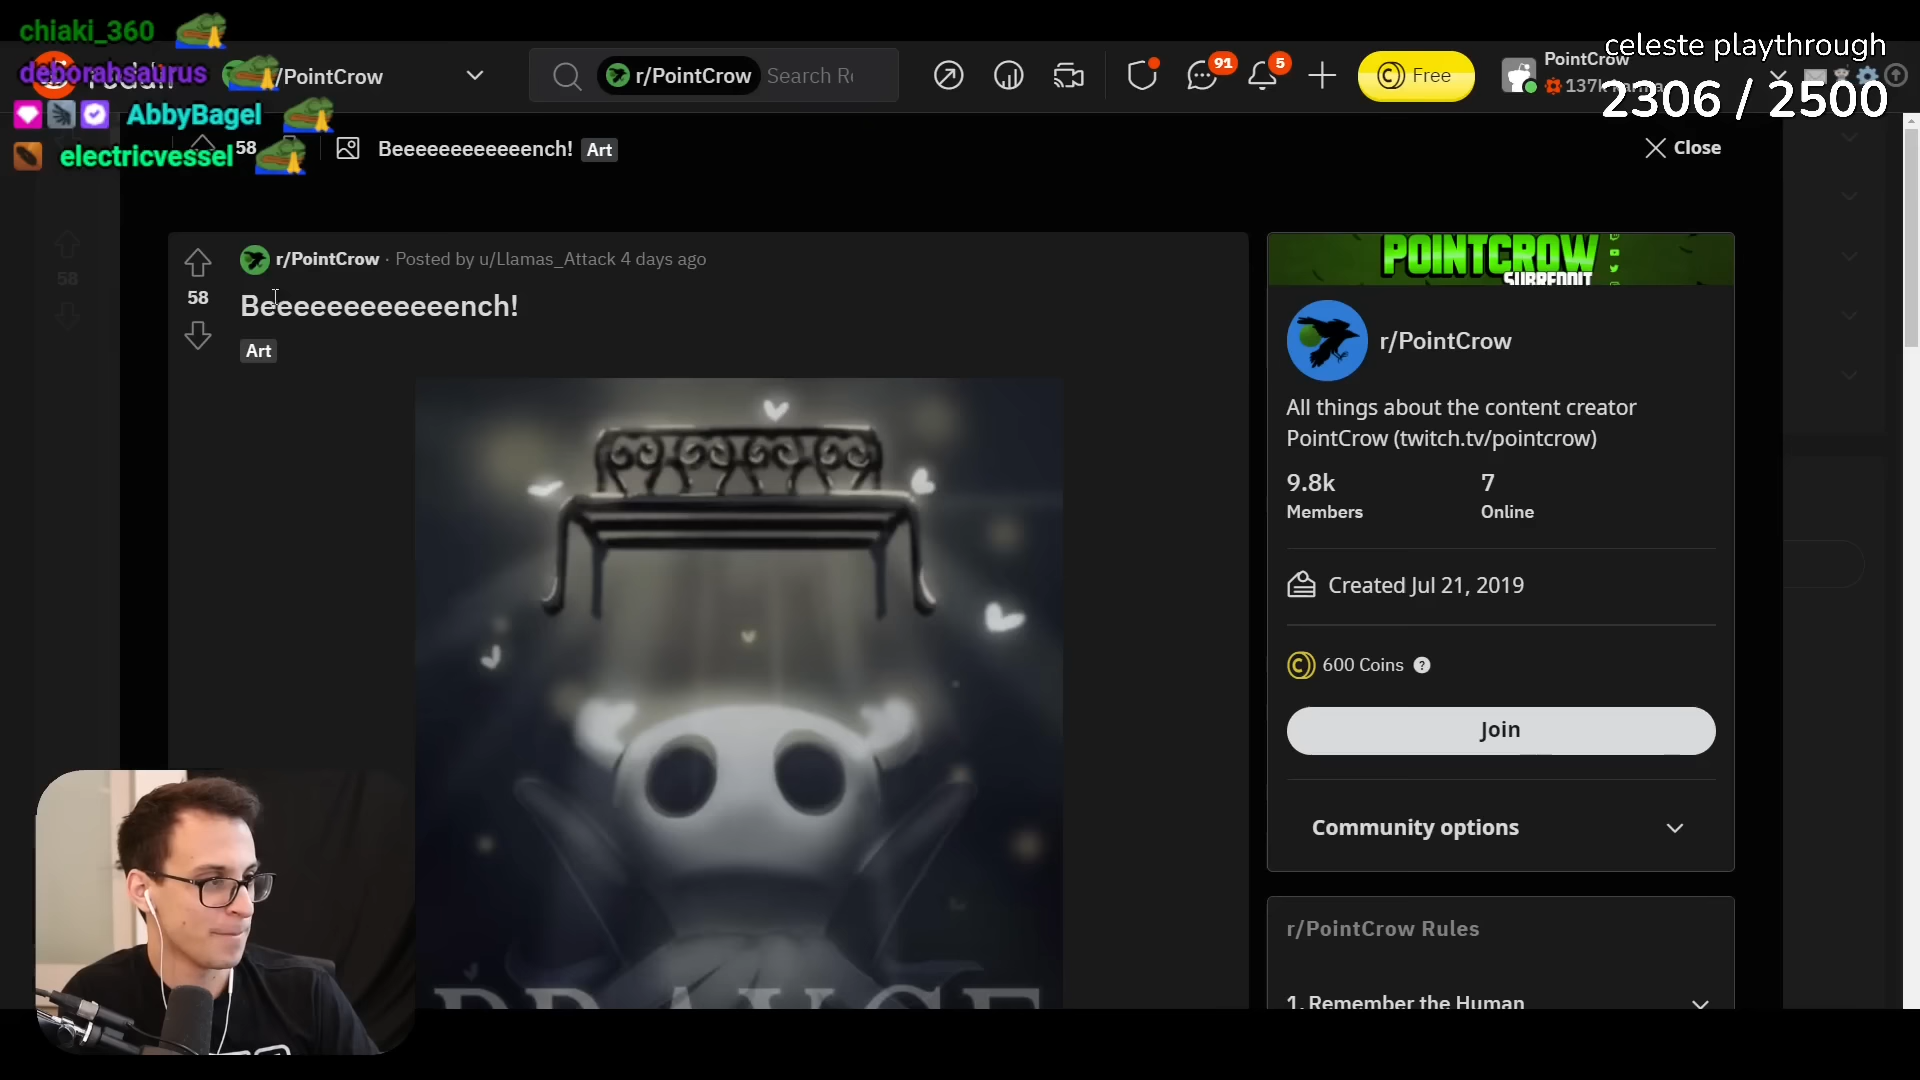 chiaki_360
deborahsaurus
AbbyBagel
electricvessel
r/PointCrow
r/PointCrow
91
5
Free
PointCrow
celeste playthrough
2306 / 2500
58
Beeeeeeeeeeeench!
Art
Close
58
r/PointCrow · Posted by u/Llamas_Attack 4 days ago
58
Beeeeeeeeeeeench!
Art
POINTCROW
SUBREDDIT
r/PointCrow
All things about the content creator
PointCrow (twitch.tv/pointcrow)
9.8k
7
Members
Online
Created Jul 21, 2019
600 Coins
Join
Community options
r/PointCrow Rules
1. Remember the Human